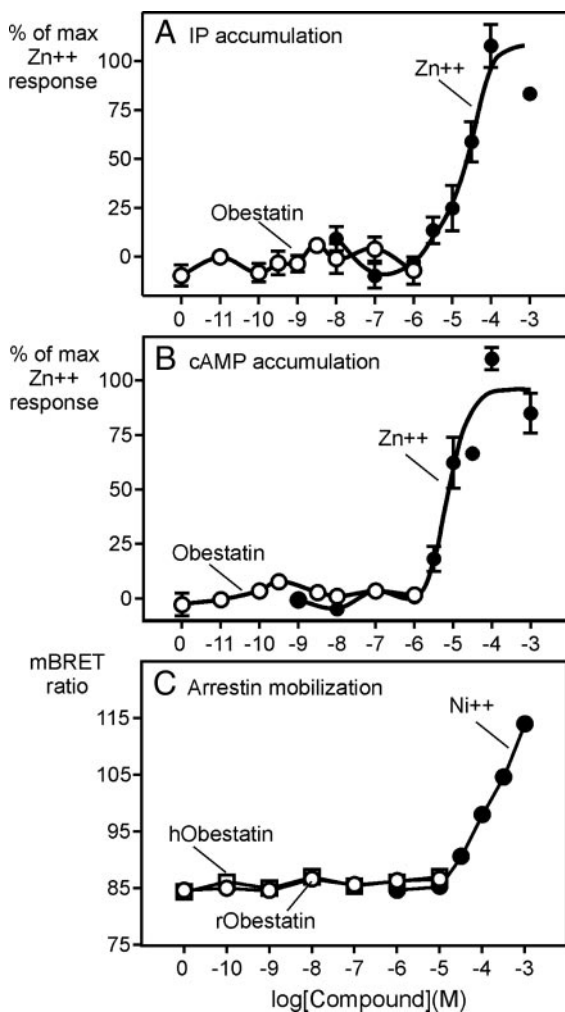 % of max
Zn++
response
A IP accumulation
100
75
50
25
0
Zn++
Obestatin
0 -11 -10 -9 -8 -7 -6 -5 -4 -3
% of max
Zn++
response
B cAMP accumulation
100
75
50
25
0
Zn++
Obestatin
0 -11 -10 -9 -8 -7 -6 -5 -4 -3
mBRET
ratio
C Arrestin mobilization
115
105
95
85
75
Ni++
hObestatin
rObestatin
0 -10 -9 -8 -7 -6 -5 -4 -3
log[Compound](M)